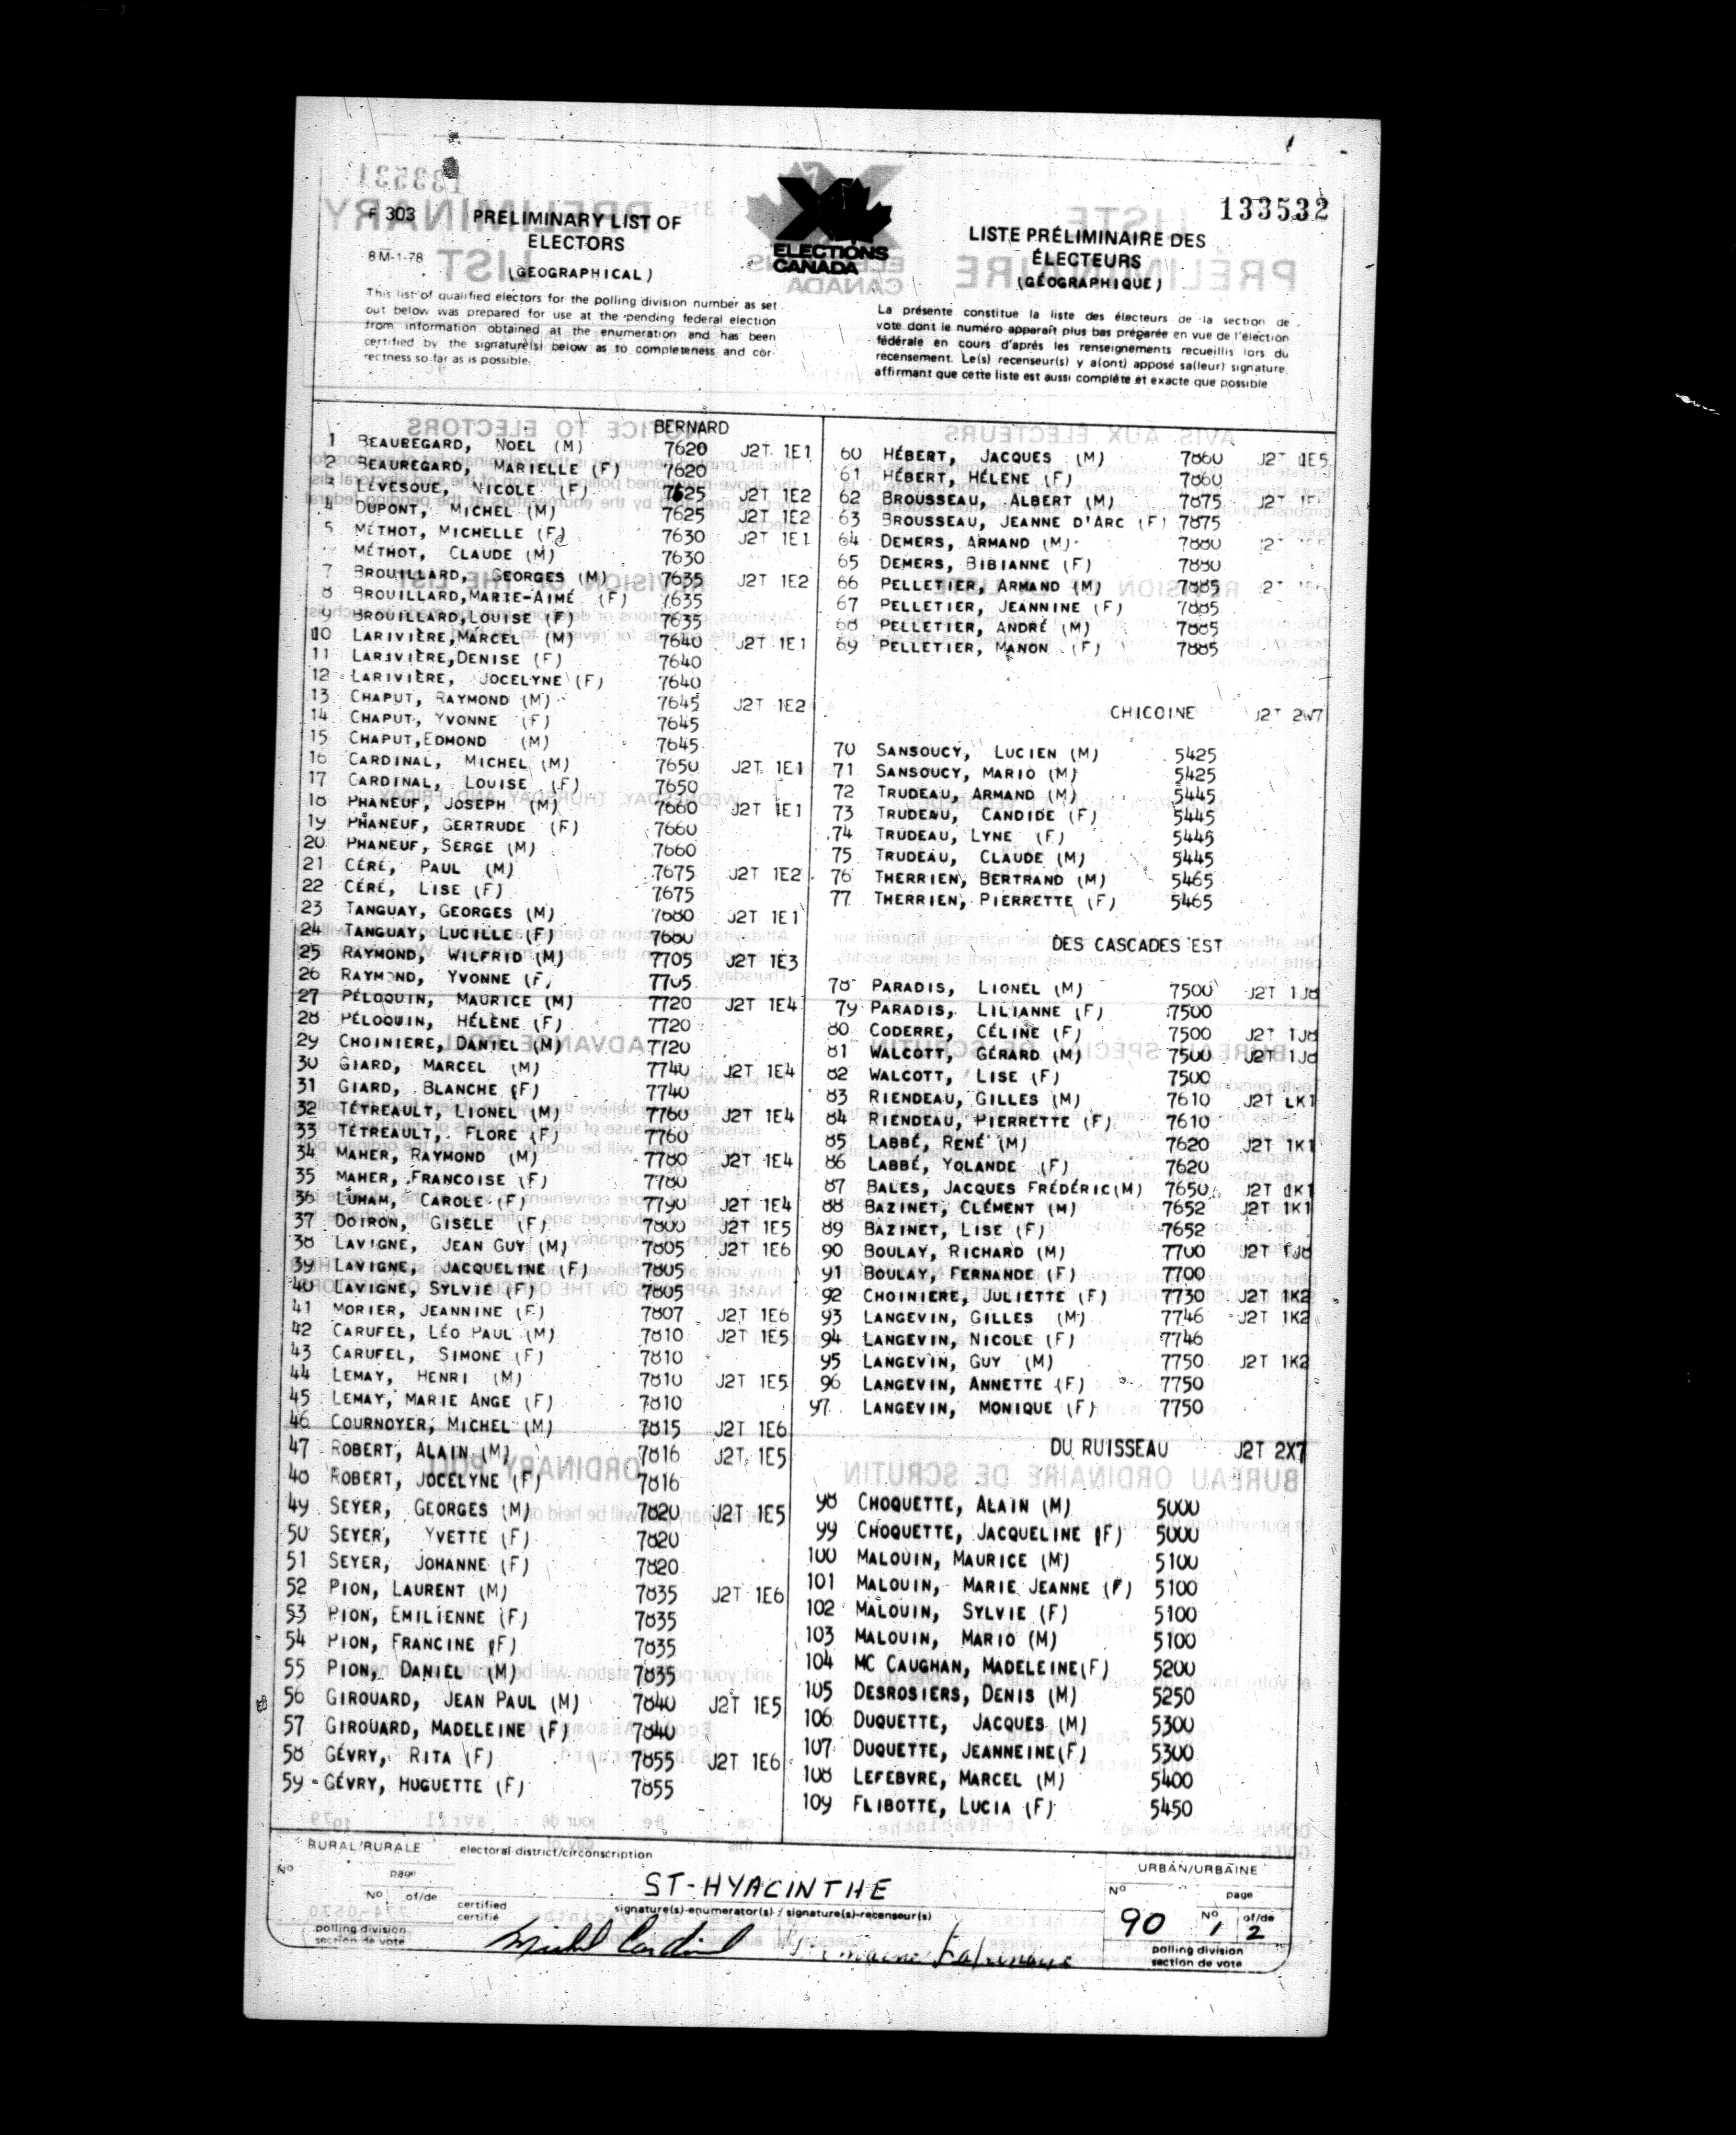 133532
F 303
PRELIMINARY LIST OF
ELECTORS
8M-1-78
(GEOGRAPHICAL)
This list of qualified electors for the polling division number as set
out below was prepared for use at the pending federal election
from information obtained at the enumeration and has been
certified by the signature(s) below as to completeness and cor-
rectness so far as is possible.
ELECTIONS
CANADA
LISTE PRÉLIMINAIRE DES
ÉLECTEURS
(GÉOGRAPHIQUE)
La présente constitue la liste des électeurs de la section de
vote dont le numéro apparaît plus bas préparée en vue de l'élection
fédérale en cours d'après les renseignements recueillis lors du
recensement. Le(s) recenseur(s) y a(ont) apposé sa(leur) signature
affirmant que cette liste est aussi complète et exacte que possible
BERNARD
1 BEAUREGARD, NOEL (M) 7620 J2T 1E1
2 BEAUREGARD, MARIELLE (F) 7620
LÉVESQUE, NICOLE (F) 7625 J2T 1E2
4 DUPONT, MICHEL (M) 7625 J2T 1E2
5 MÉTHOT, MICHELLE (F) 7630 J2T 1E1
MÉTHOT, CLAUDE (M) 7630
7 BROUILLARD, GEORGES (M) 7635 J2T 1E2
8 BROUILLARD, MARIE-AIMÉ (F) 7635
9 BROUILLARD, LOUISE (F) 7635
10 LARIVIÈRE, MARCEL (M) 7640 J2T 1E1
11 LARIVIÈRE, DENISE (F) 7640
12 LARIVIÈRE, JOCELYNE (F) 7640
13 CHAPUT, RAYMOND (M) 7645 J2T 1E2
14 CHAPUT, YVONNE (F) 7645
15 CHAPUT, EDMOND (M) 7645
16 CARDINAL, MICHEL (M) 7650 J2T 1E1
17 CARDINAL, LOUISE (F) 7650
18 PHANEUF, JOSEPH (M) 7660 J2T 1E1
19 PHANEUF, GERTRUDE (F) 7660
20 PHANEUF, SERGE (M) 7660
21 CÉRÉ, PAUL (M) 7675 J2T 1E2
22 CÉRÉ, LISE (F) 7675
23 TANGUAY, GEORGES (M) 7680 J2T 1E1
24 TANGUAY, LUCILLE (F) 7680
25 RAYMOND, WILFRID (M) 7705 J2T 1E3
26 RAYMOND, YVONNE (F) 7705
27 PÉLOQUIN, MAURICE (M) 7720 J2T 1E4
28 PÉLOQUIN, HÉLÈNE (F) 7720
29 CHOINIERE, DANIEL (M) 7720
30 GIARD, MARCEL (M) 7740 J2T 1E4
31 GIARD, BLANCHE (F) 7740
32 TÉTREAULT, LIONEL (M) 7760 J2T 1E4
33 TÉTREAULT, FLORE (F) 7760
34 MAHER, RAYMOND (M) 7780 J2T 1E4
35 MAHER, FRANCOISE (F) 7780
36 LUHAM, CAROLE (F) 7790 J2T 1E4
37 DOIRON, GISÈLE (F) 7800 J2T 1E5
38 LAVIGNE, JEAN GUY (M) 7805 J2T 1E6
39 LAVIGNE, JACQUELINE (F) 7805
40 LAVIGNE, SYLVIE (F) 7805
41 MORIER, JEANNINE (F) 7807 J2T 1E6
42 CARUFEL, LÉO PAUL (M) 7810 J2T 1E5
43 CARUFEL, SIMONE (F) 7810
44 LEMAY, HENRI (M) 7810 J2T 1E5
45 LEMAY, MARIE ANGE (F) 7810
46 COURNOYER, MICHEL (M) 7815 J2T 1E6
47 ROBERT, ALAIN (M) 7816 J2T 1E5
48 ROBERT, JOCELYNE (F) 7816
49 SEYER, GEORGES (M) 7820 J2T 1E5
50 SEYER, YVETTE (F) 7820
51 SEYER, JOHANNE (F) 7820
52 PION, LAURENT (M) 7835 J2T 1E6
53 PION, EMILIENNE (F) 7835
54 PION, FRANCINE (F) 7835
55 PION, DANIEL (M) 7835
56 GIROUARD, JEAN PAUL (M) 7840 J2T 1E5
57 GIROUARD, MADELEINE (F) 7840
58 GÉVRY, RITA (F) 7855 J2T 1E6
59 GÉVRY, HUGUETTE (F) 7855
60 HÉBERT, JACQUES (M) 7860 J2T 1E5
61 HÉBERT, HÉLÈNE (F) 7860
62 BROUSSEAU, ALBERT (M) 7875 J2T
63 BROUSSEAU, JEANNE D'ARC (F) 7875
64 DEMERS, ARMAND (M) 7880
65 DEMERS, BIBIANNE (F) 7880
66 PELLETIER, ARMAND (M) 7885
67 PELLETIER, JEANNINE (F) 7885
68 PELLETIER, ANDRÉ (M) 7885
69 PELLETIER, MANON (F) 7885
CHICOINE J2T 2W7
70 SANSOUCY, LUCIEN (M) 5425
71 SANSOUCY, MARIO (M) 5425
72 TRUDEAU, ARMAND (M) 5445
73 TRUDEAU, CANDIDE (F) 5445
74 TRUDEAU, LYNE (F) 5445
75 TRUDEAU, CLAUDE (M) 5445
76 THERRIEN, BERTRAND (M) 5465
77 THERRIEN, PIERRETTE (F) 5465
DES CASCADES EST
78 PARADIS, LIONEL (M) 7500 J2T 1J8
79 PARADIS, LILIANNE (F) 7500
80 CODERRE, CÉLINE (F) 7500 J2T 1J8
81 WALCOTT, GÉRARD (M) 7500 J2T 1J8
82 WALCOTT, LISE (F) 7500
83 RIENDEAU, GILLES (M) 7610 J2T LK1
84 RIENDEAU, PIERRETTE (F) 7610
85 LABBÉ, RENÉ (M) 7620 J2T 1K1
86 LABBÉ, YOLANDE (F) 7620
87 BALES, JACQUES FRÉDÉRIC(M) 7650 J2T 1K1
88 BAZINET, CLÉMENT (M) 7652 J2T 1K1
89 BAZINET, LISE (F) 7652
90 BOULAY, RICHARD (M) 7700 J2T 1J8
91 BOULAY, FERNANDE (F) 7700
92 CHOINIÈRE, JULIETTE (F) 7730 J2T 1K2
93 LANGEVIN, GILLES (M) 7746 J2T 1K2
94 LANGEVIN, NICOLE (F) 7746
95 LANGEVIN, GUY (M) 7750 J2T 1K2
96 LANGEVIN, ANNETTE (F) 7750
97 LANGEVIN, MONIQUE (F) 7750
DU RUISSEAU J2T 2X7
98 CHOQUETTE, ALAIN (M) 5000
99 CHOQUETTE, JACQUELINE (F) 5000
100 MALOUIN, MAURICE (M) 5100
101 MALOUIN, MARIE JEANNE (F) 5100
102 MALOUIN, SYLVIE (F) 5100
103 MALOUIN, MARIO (M) 5100
104 MC CAUGHAN, MADELEINE(F) 5200
105 DESROSIERS, DENIS (M) 5250
106 DUQUETTE, JACQUES (M) 5300
107 DUQUETTE, JEANNEINE(F) 5300
108 LEFEBVRE, MARCEL (M) 5400
109 FLIBOTTE, LUCIA (F) 5450
RURAL/RURALE
No
page
No of/de
polling division
section de vote
electoral district/circonscription
ST-HYACINTHE
certified
certifié
signature(s)-enumerator(s) / signature(s)-recenseur(s)
Michel Cardinal
URBAN/URBAINE
No
page
90
No 1 of/de 2
polling division
section de vote